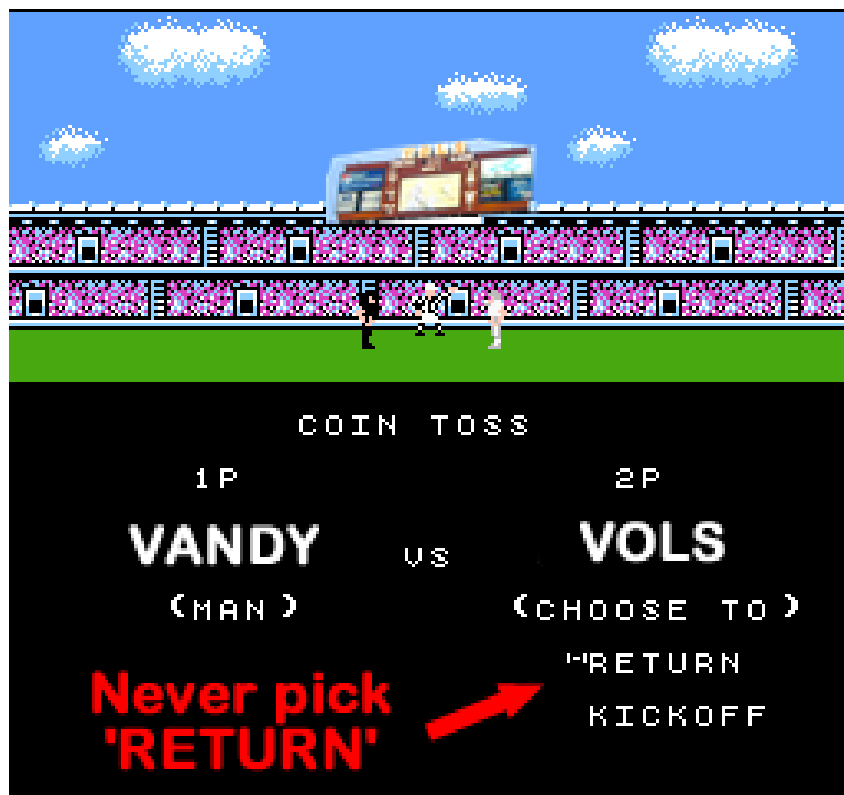 COIN TOSS
1P 2P
VANDY VS VOLS
(MAN) (CHOOSE TO)
RETURN
KICKOFF
Never pick
'RETURN'